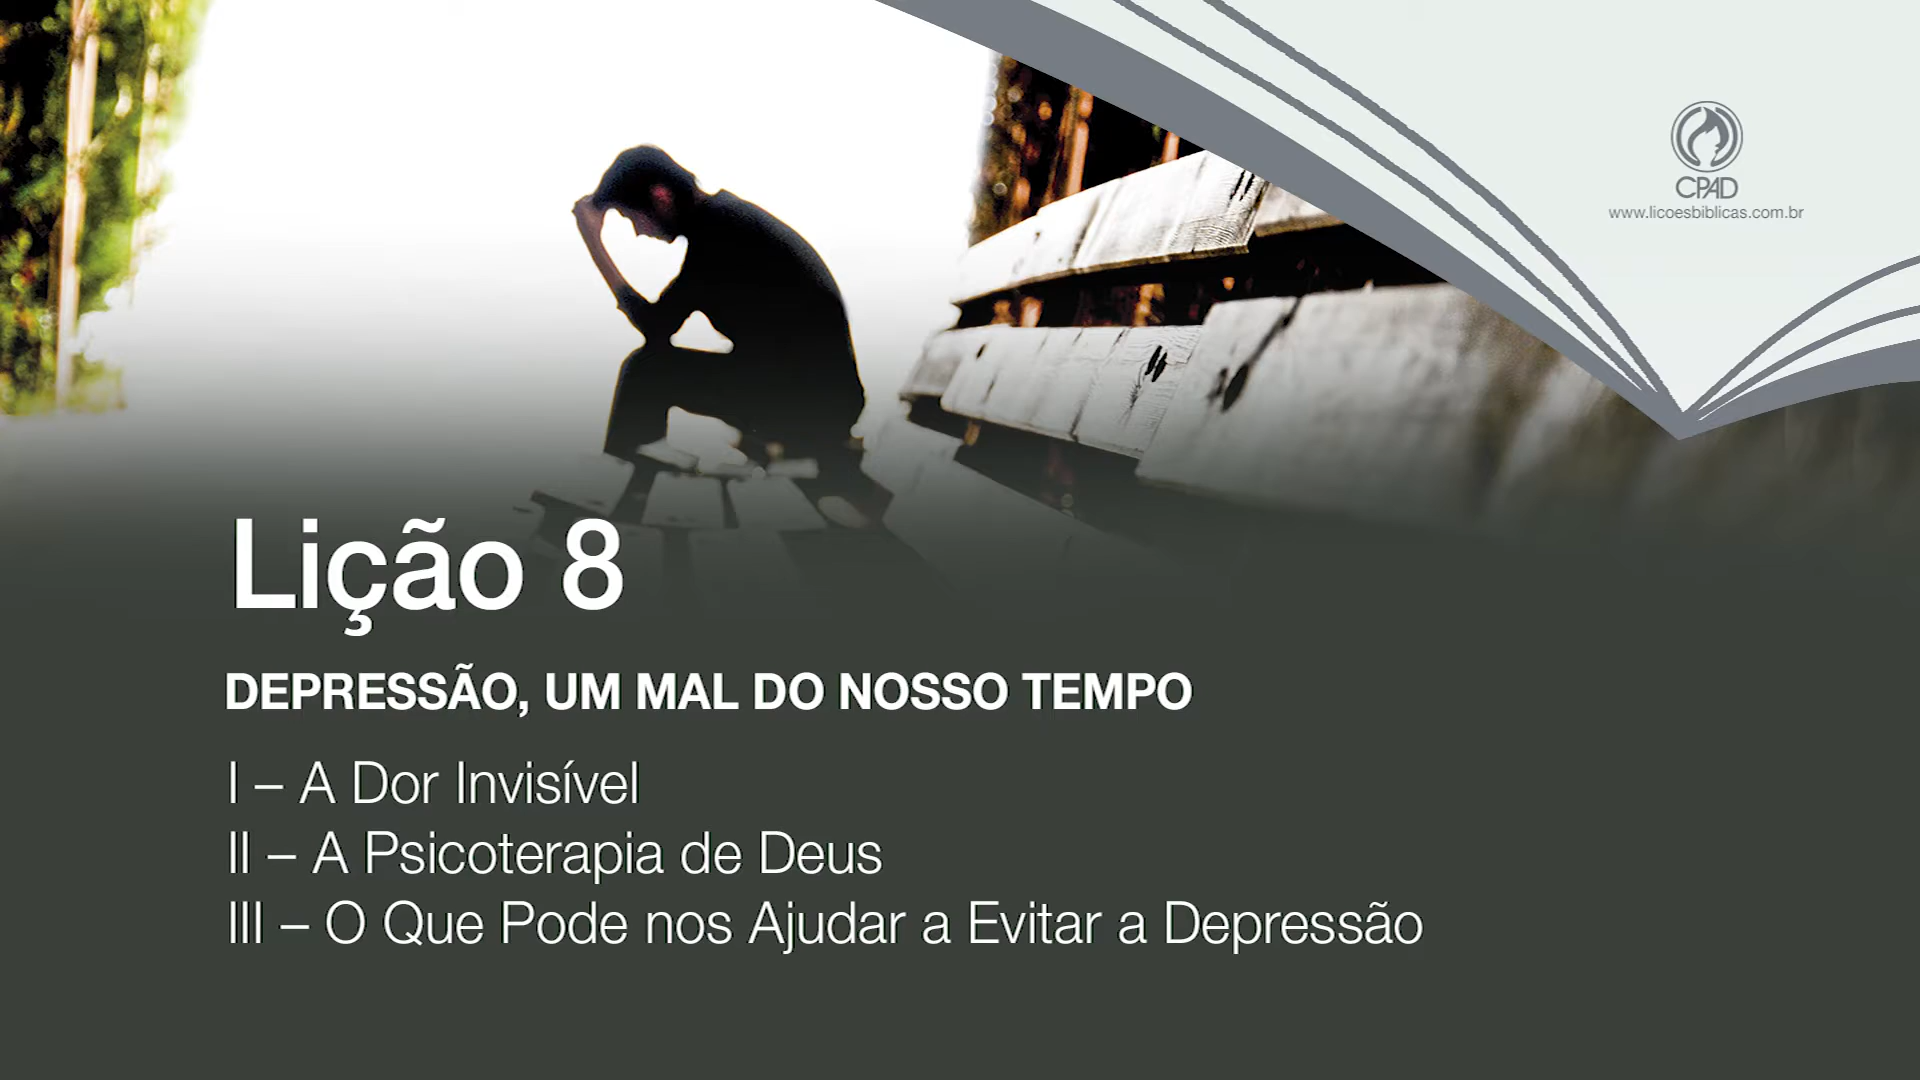 CPAD
www.licoesbiblicas.com.br
Lição 8
DEPRESSÃO, UM MAL DO NOSSO TEMPO
I – A Dor Invisível
II – A Psicoterapia de Deus
III – O Que Pode nos Ajudar a Evitar a Depressão